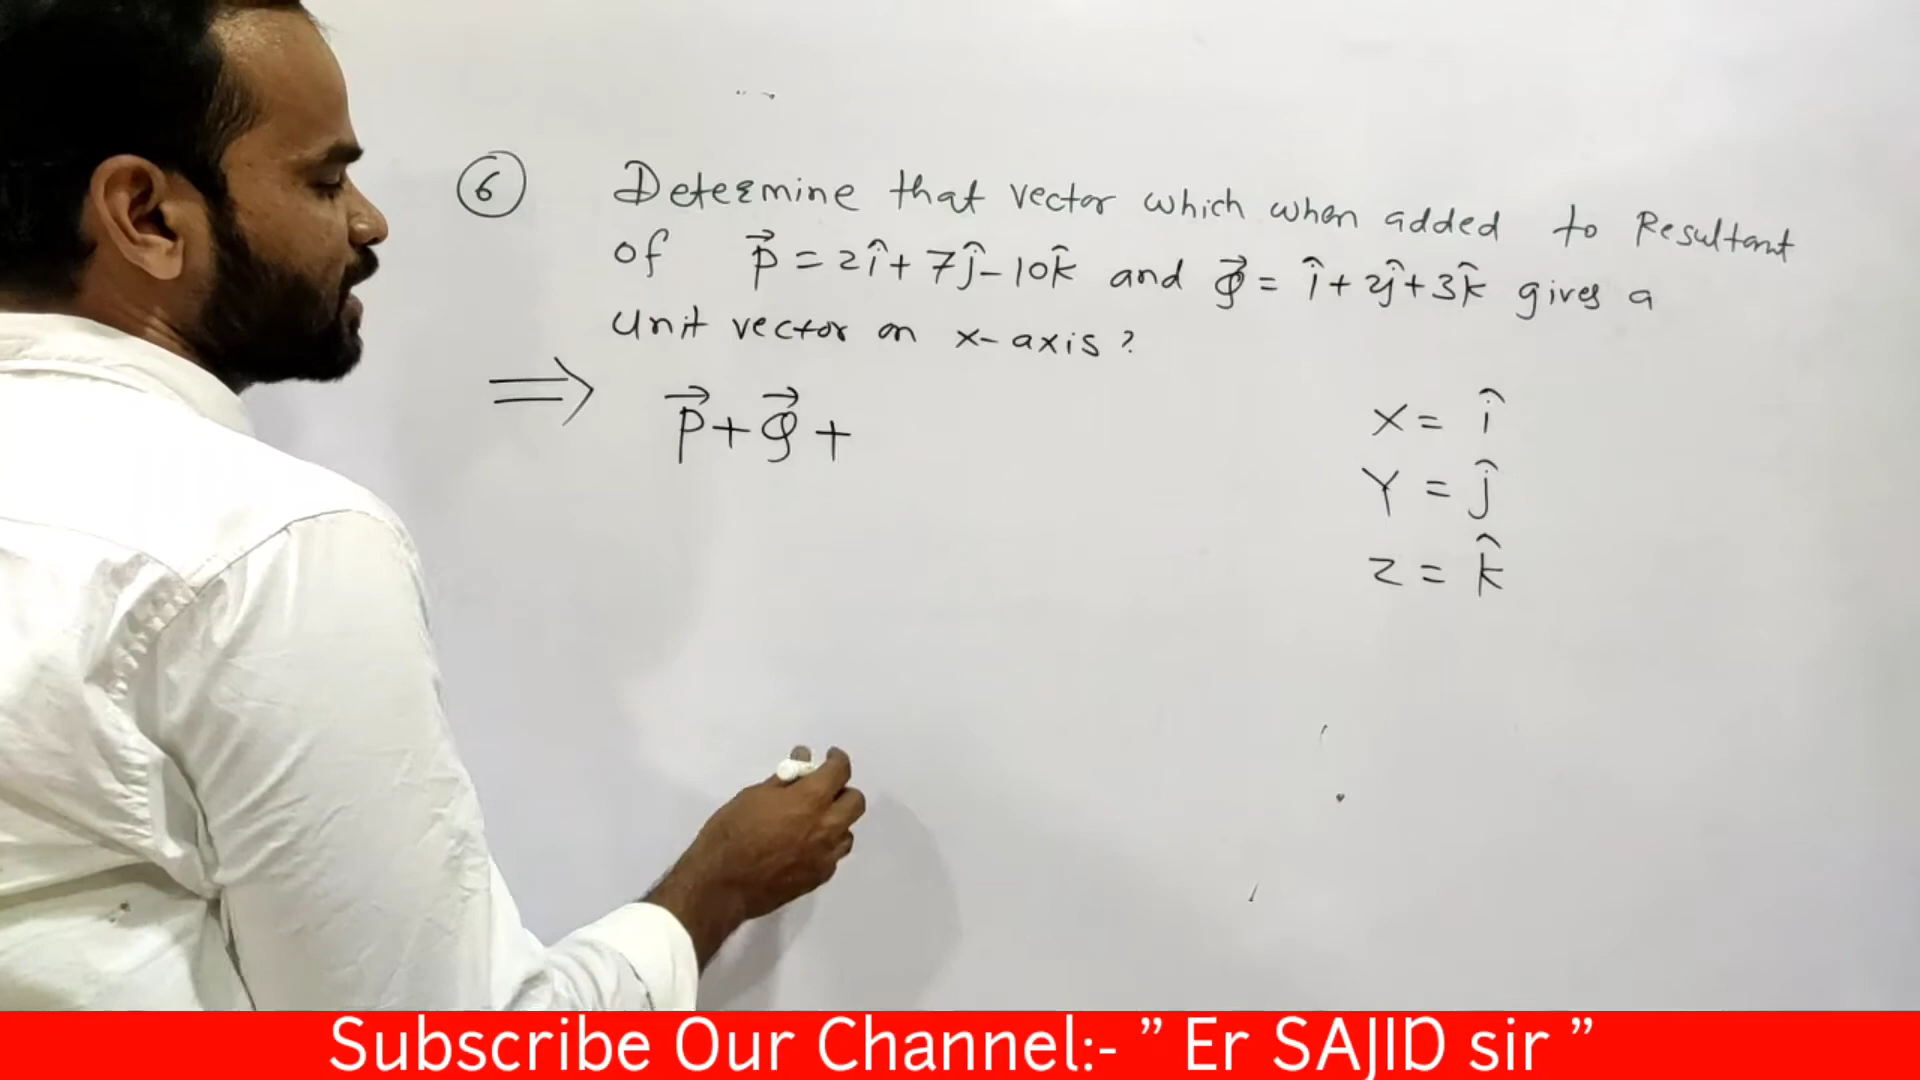 ⑥ Determine that vector which when added to Resultant
of P⃗ = 2î + 7ĵ - 10k̂ and Q⃗ = î + 2ĵ + 3k̂ gives a
unit vector on x-axis?
⇒ P⃗ + Q⃗ +
X = î
Y = ĵ
Z = k̂
Subscribe Our Channel:- ” Er SAJID sir ”